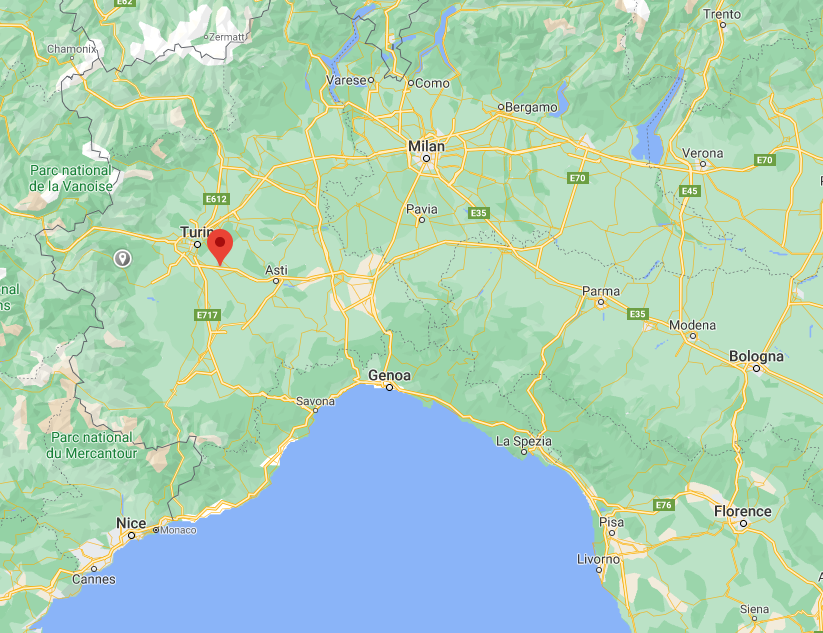 E62
Trento
Chamonix
Zermatt
Varese
Como
Bergamo
Milan
Verona
E70
Parc national
de la Vanoise
E70
E45
E612
Pavia
E35
Turin
Asti
Parma
E717
E35
Modena
Bologna
Genoa
Savona
Parc national
du Mercantour
La Spezia
E76
Florence
Nice
Monaco
Pisa
Livorno
Cannes
Siena